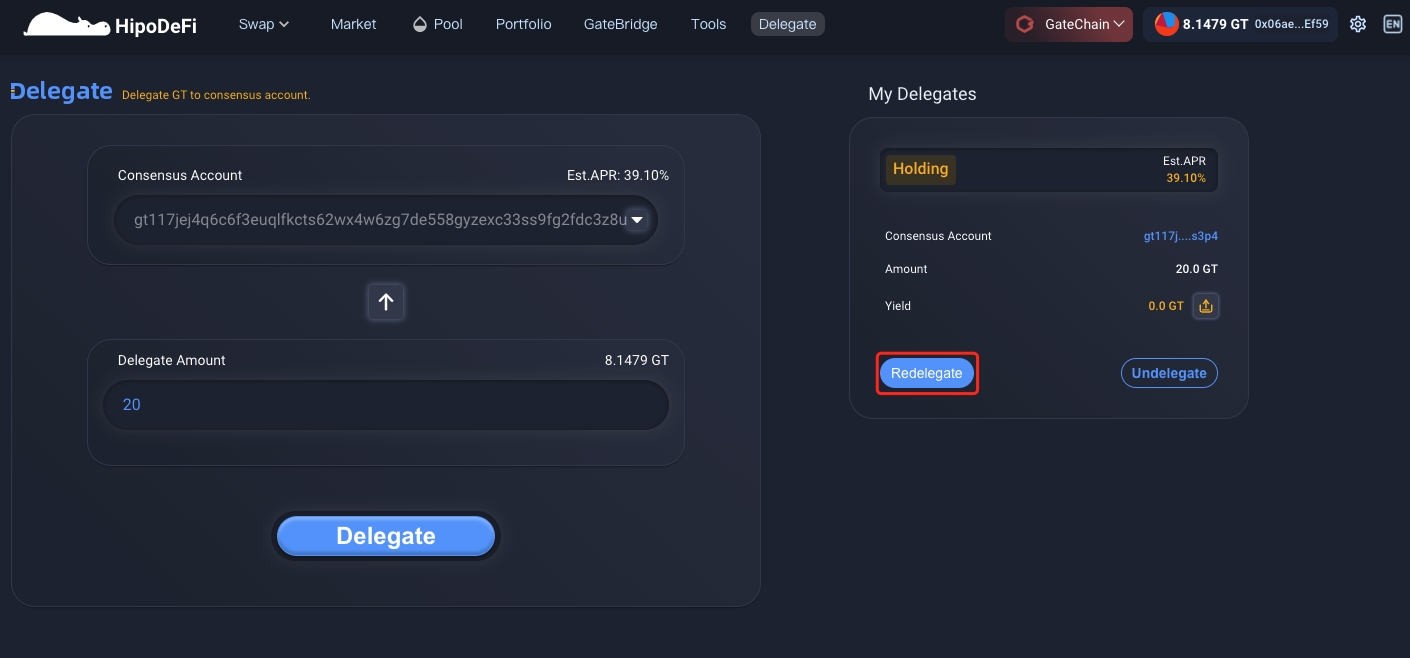 HipoDeFi Swap Market Pool Portfolio GateBridge Tools Delegate GateChain 8.1479 GT 0x06ae...Ef59 EN
Delegate Delegate GT to consensus account.
My Delegates
Consensus Account Est.APR: 39.10%
gt117jej4q6c6f3euqlfkcts62wx4w6zg7de558gyzexc33ss9fg2fdc3z8u
Delegate Amount 8.1479 GT
20
Delegate
Holding Est.APR
39.10%
Consensus Account gt117j....s3p4
Amount 20.0 GT
Yield 0.0 GT
Redelegate Undelegate